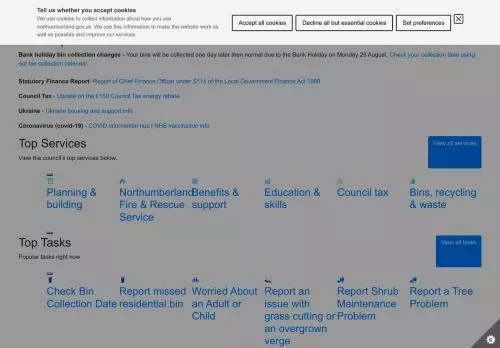 Tell us whether you accept cookies
We use cookies to collect information about how you use
northumberland.gov.uk. We use this information to make the website work
as well as possible and improve our services.
Accept all cookies
Decline all but essential cookies
Set preferences
Bank holiday bin collection changes - Your bins will be collected one day later then normal due to the Bank Holiday on Monday 29 August. Check your collection date using
our bin collection calendar.
Statutory Finance Report- Report of Chief Finance Officer under S114 of the Local Government Finance Act 1988
Council Tax - Update on the £150 Council Tax energy rebate
Ukraine - Ukraine housing and support info
Coronavirus (covid-19) - COVID information hub | NHS vaccination info
Top Services
View the council's top services below.
View all services
Planning &
building
Northumberland
Fire & Rescue
Service
Benefits &
support
Education &
skills
Council tax
Bins, recycling
& waste
Top Tasks
Popular tasks right now
View all tasks
Check Bin
Collection Date
Report missed
residential bin
Worried About
an Adult or
Child
Report an
issue with
grass cutting or
an overgrown
verge
Report Shrub
Maintenance
Problem
Report a Tree
Problem